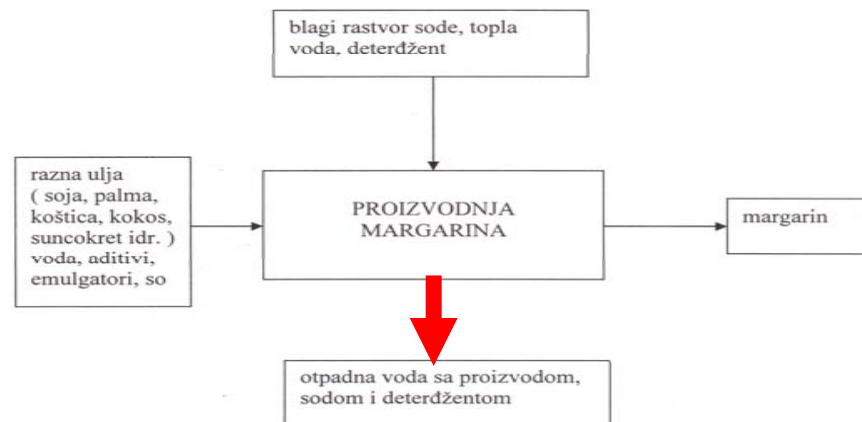 blagi rastvor sode, topla
voda, deterdžent
razna ulja
( soja, palma,
koštica, kokos,
suncokret idr. )
voda, aditivi,
emulgatori, so
PROIZVODNJA
MARGARINA
margarin
otpadna voda sa proizvodom,
sodom i deterdžentom